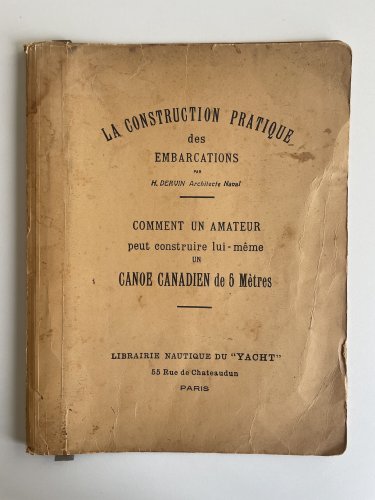 LA CONSTRUCTION PRATIQUE
des
EMBARCATIONS
PAR
H. DERVIN Architecte Naval
COMMENT UN AMATEUR
peut construire lui-même
UN
CANOE CANADIEN de 5 Mètres
LIBRAIRIE NAUTIQUE DU "YACHT"
55 Rue de Chateaudun
PARIS